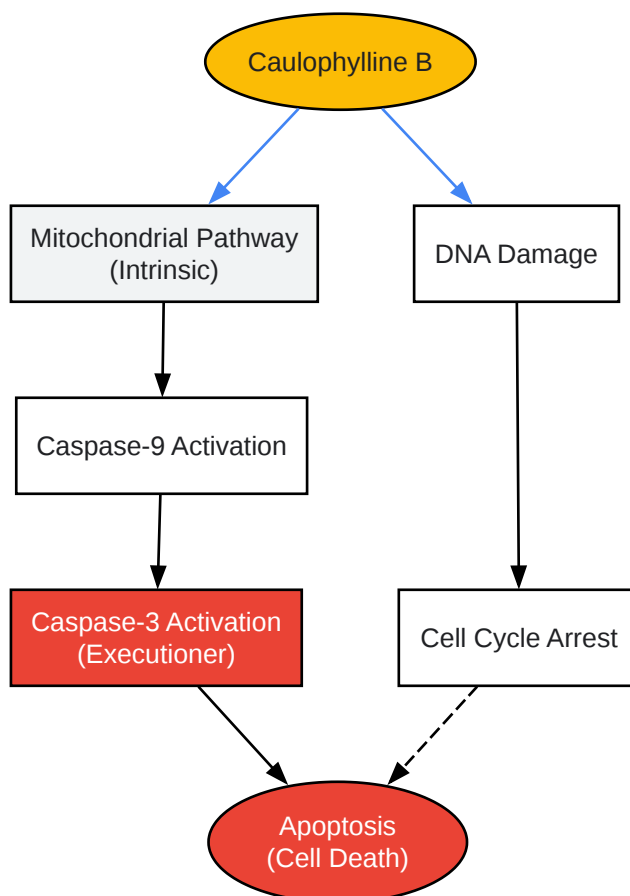 Caulophylline B
Mitochondrial Pathway
(Intrinsic)
DNA Damage
Caspase-9 Activation
Caspase-3 Activation
(Executioner)
Cell Cycle Arrest
Apoptosis
(Cell Death)